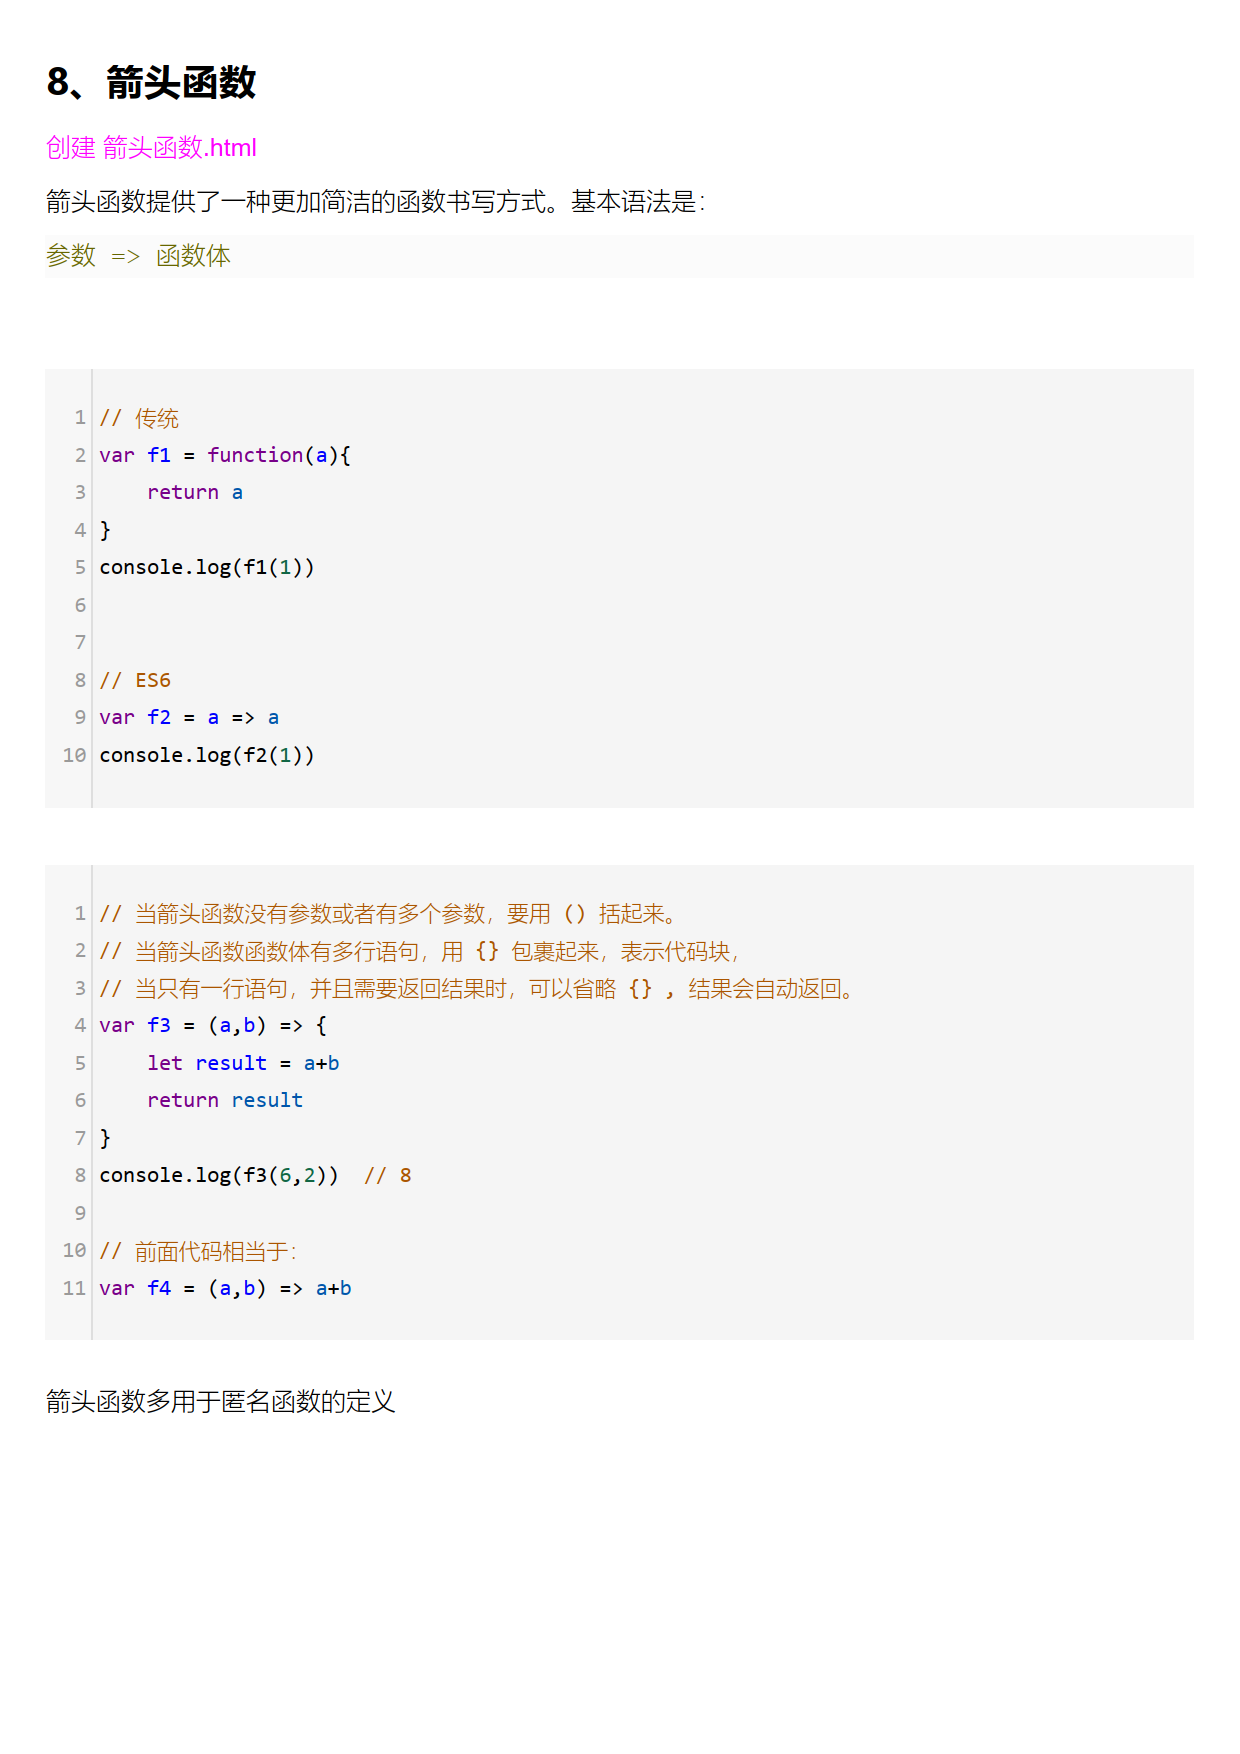 8、箭头函数
创建 箭头函数.html
箭头函数提供了一种更加简洁的函数书写方式。基本语法是：
参数 => 函数体
1 // 传统
2 var f1 = function(a){
3     return a
4 }
5 console.log(f1(1))
6
7
8 // ES6
9 var f2 = a => a
10 console.log(f2(1))
1 // 当箭头函数没有参数或者有多个参数，要用 () 括起来。
2 // 当箭头函数函数体有多行语句，用 {} 包裹起来，表示代码块，
3 // 当只有一行语句，并且需要返回结果时，可以省略 {} , 结果会自动返回。
4 var f3 = (a,b) => {
5     let result = a+b
6     return result
7 }
8 console.log(f3(6,2))  // 8
9
10 // 前面代码相当于：
11 var f4 = (a,b) => a+b
箭头函数多用于匿名函数的定义